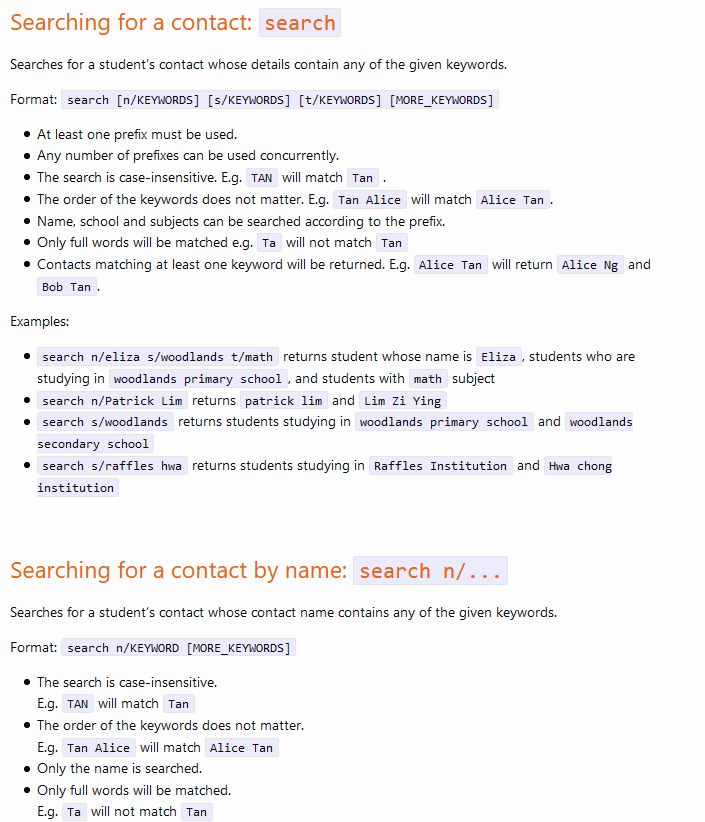 Searching for a contact: search
Searches for a student's contact whose details contain any of the given keywords.
Format: search [n/KEYWORDS] [s/KEYWORDS] [t/KEYWORDS] [MORE_KEYWORDS]
At least one prefix must be used.
Any number of prefixes can be used concurrently.
The search is case-insensitive. E.g. TAN will match Tan .
The order of the keywords does not matter. E.g. Tan Alice will match Alice Tan.
Name, school and subjects can be searched according to the prefix.
Only full words will be matched e.g. Ta will not match Tan
Contacts matching at least one keyword will be returned. E.g. Alice Tan will return Alice Ng and
Bob Tan.
Examples:
search n/eliza s/woodlands t/math returns student whose name is Eliza, students who are
studying in woodlands primary school, and students with math subject
search n/Patrick Lim returns patrick lim and Lim Zi Ying
search s/woodlands returns students studying in woodlands primary school and woodlands
secondary school
search s/raffles hwa returns students studying in Raffles Institution and Hwa chong
institution
Searching for a contact by name: search n/...
Searches for a student's contact whose contact name contains any of the given keywords.
Format: search n/KEYWORD [MORE_KEYWORDS]
The search is case-insensitive.
E.g. TAN will match Tan
The order of the keywords does not matter.
E.g. Tan Alice will match Alice Tan
Only the name is searched.
Only full words will be matched.
E.g. Ta will not match Tan